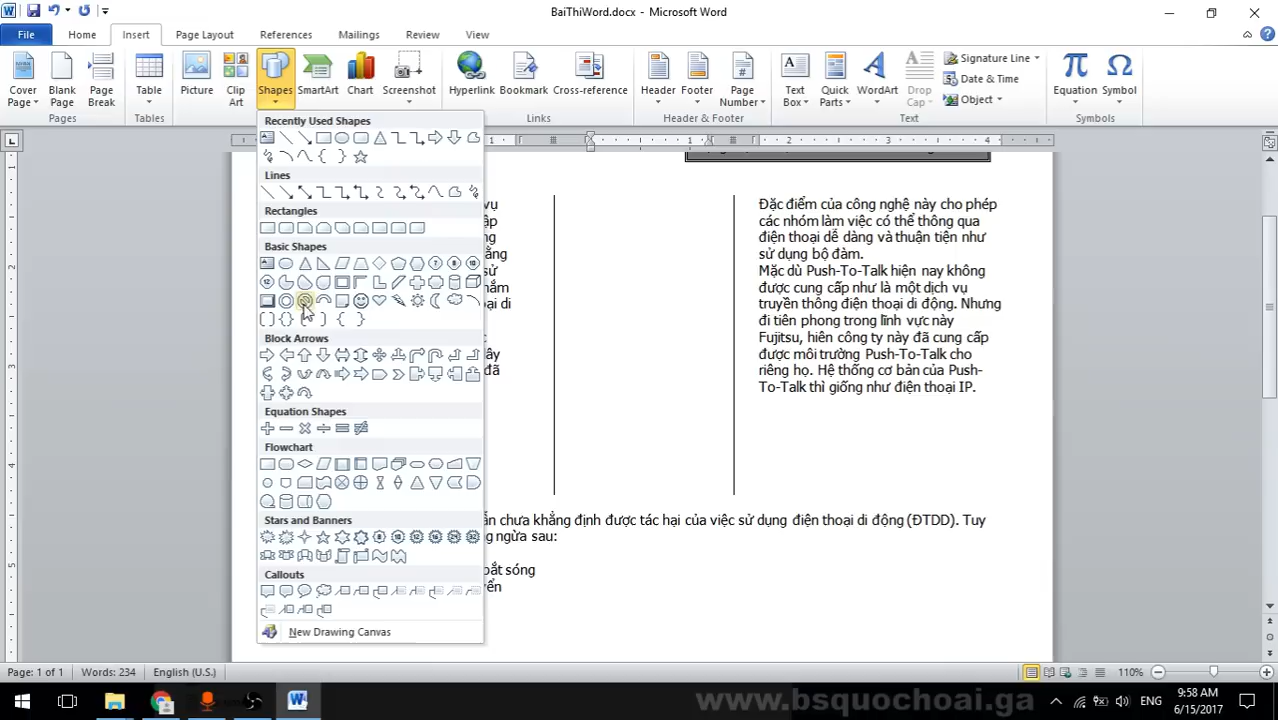 BaiThiWord.docx - Microsoft Word
File Home Insert Page Layout References Mailings Review View
Cover Page Blank Page Page Break Table Picture Clip Art Shapes SmartArt Chart Screenshot Hyperlink Bookmark Cross-reference Header Footer Page Number Text Box Quick Parts WordArt Drop Cap Signature Line Date & Time Object Equation Symbol
Pages Tables Links Header & Footer Text Symbols
Recently Used Shapes
Lines
Rectangles
Basic Shapes
Block Arrows
Equation Shapes
Flowchart
Stars and Banners
Callouts
New Drawing Canvas
Đặc điểm của công nghệ này cho phép
các nhóm làm việc có thể thông qua
điện thoại dễ dàng và thuận tiện như
sử dụng bộ đàm.
Mặc dù Push-To-Talk hiện nay không
được cung cấp như là một dịch vụ
truyền thông điện thoại di động. Nhưng
đi tiên phong trong lĩnh vực này
Fujitsu, hiên công ty này đã cung cấp
được môi trường Push-To-Talk cho
riêng họ. Hệ thống cơ bản của Push-
To-Talk thì giống như điện thoại IP.
chưa khẳng định được tác hại của việc sử dụng điện thoại di động (ĐTDD). Tuy
ngừa sau:
bắt sóng
Page: 1 of 1 Words: 234 English (U.S.) 110%
www.bsquochoai.ga
ENG 9:58 AM
6/15/2017